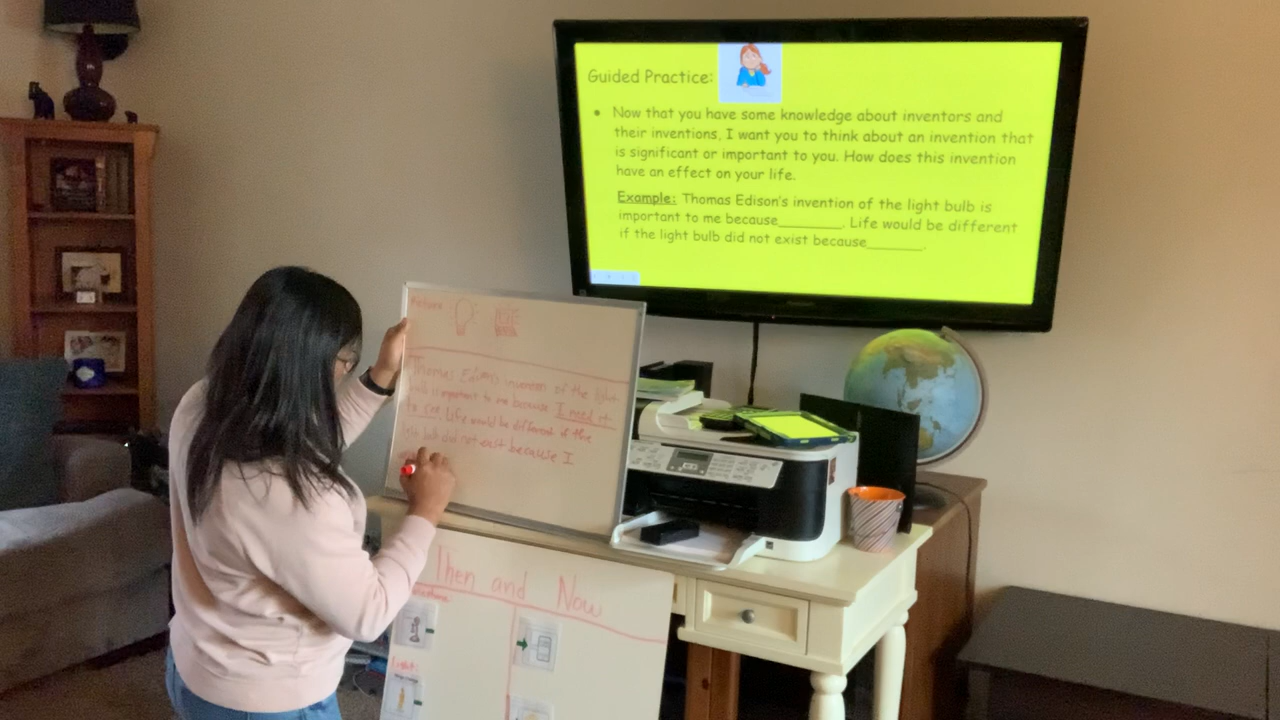 Guided Practice:
• Now that you have some knowledge about inventors and
their inventions, I want you to think about an invention that
is significant or important to you. How does this invention
have an effect on your life.
Example: Thomas Edison's invention of the light bulb is
important to me because_______. Life would be different
if the light bulb did not exist because______.
Thomas Edison's invention of the light
bulb is important to me because I need it
to see Life would be different if the
light bulb did not exist because I
Then and Now
Light: